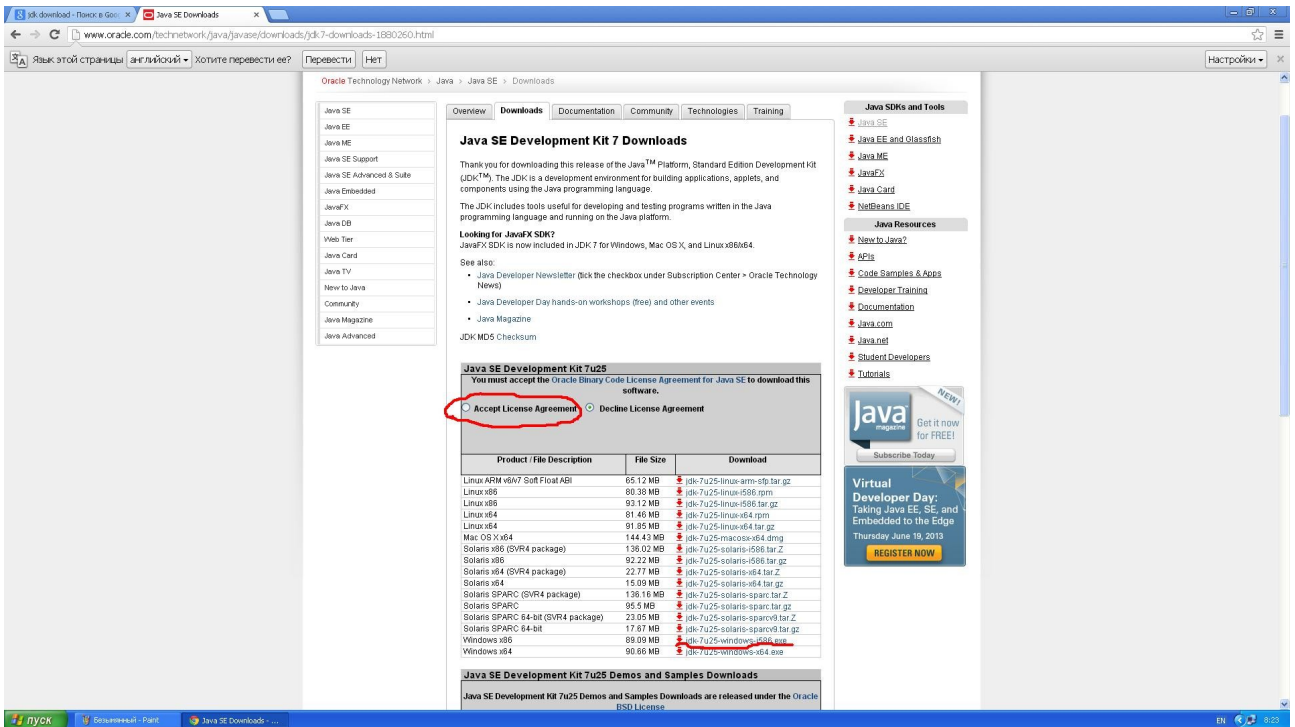 jdk download - Поиск в Goo
Java SE Downloads
www.oracle.com/technetwork/java/javase/downloads/jdk7-downloads-1880260.html
Язык этой страницы английский Хотите перевести ее? Перевести Нет Настройки
Oracle Technology Network > Java > Java SE > Downloads
Java SE
Java EE
Java ME
Java SE Support
Java SE Advanced & Suite
Java Embedded
JavaFX
Java DB
Web Tier
Java Card
Java TV
New to Java
Community
Java Magazine
Java Advanced
Overview Downloads Documentation Community Technologies Training
Java SE Development Kit 7 Downloads
Thank you for downloading this release of the Java™ Platform, Standard Edition Development Kit
(JDK™). The JDK is a development environment for building applications, applets, and
components using the Java programming language.
The JDK includes tools useful for developing and testing programs written in the Java
programming language and running on the Java platform.
Looking for JavaFX SDK?
JavaFX SDK is now included in JDK 7 for Windows, Mac OS X, and Linux x86/x64.
See also:
• Java Developer Newsletter (tick the checkbox under Subscription Center > Oracle Technology
News)
• Java Developer Day hands-on workshops (free) and other events
• Java Magazine
JDK MD5 Checksum
Java SE Development Kit 7u25
You must accept the Oracle Binary Code License Agreement for Java SE to download this
software.
Accept License Agreement Decline License Agreement
Product / File Description File Size Download
Linux ARM v6/v7 Soft Float ABI 65.12 MB jdk-7u25-linux-arm-sfp.tar.gz
Linux x86 80.38 MB jdk-7u25-linux-i586.rpm
Linux x86 93.12 MB jdk-7u25-linux-i586.tar.gz
Linux x64 81.46 MB jdk-7u25-linux-x64.rpm
Linux x64 91.85 MB jdk-7u25-linux-x64.tar.gz
Mac OS X x64 144.43 MB jdk-7u25-macosx-x64.dmg
Solaris x86 (SVR4 package) 136.02 MB jdk-7u25-solaris-i586.tar.Z
Solaris x86 92.22 MB jdk-7u25-solaris-i586.tar.gz
Solaris x64 (SVR4 package) 22.77 MB jdk-7u25-solaris-x64.tar.Z
Solaris x64 15.09 MB jdk-7u25-solaris-x64.tar.gz
Solaris SPARC (SVR4 package) 136.16 MB jdk-7u25-solaris-sparc.tar.Z
Solaris SPARC 95.5 MB jdk-7u25-solaris-sparc.tar.gz
Solaris SPARC 64-bit (SVR4 package) 23.05 MB jdk-7u25-solaris-sparcv9.tar.Z
Solaris SPARC 64-bit 17.67 MB jdk-7u25-solaris-sparcv9.tar.gz
Windows x86 89.09 MB jdk-7u25-windows-i586.exe
Windows x64 90.66 MB jdk-7u25-windows-x64.exe
Java SE Development Kit 7u25 Demos and Samples Downloads
Java SE Development Kit 7u25 Demos and Samples Downloads are released under the Oracle
BSD License
Java SDKs and Tools
Java SE
Java EE and Glassfish
Java ME
JavaFX
Java Card
NetBeans IDE
Java Resources
New to Java?
APIs
Code Samples & Apps
Developer Training
Documentation
Java.com
Java.net
Student Developers
Tutorials
NEW!
Java
magazine
Get it now
for FREE!
Subscribe Today
Virtual
Developer Day:
Taking Java EE, SE, and
Embedded to the Edge
Thursday June 19, 2013
REGISTER NOW
пуск Безымянный - Paint Java SE Downloads - ... EN 8:23